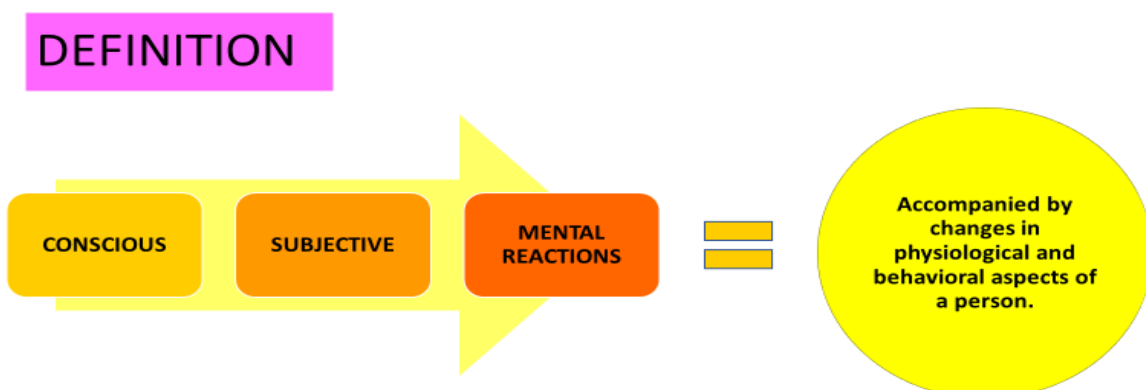 DEFINITION
CONSCIOUS
SUBJECTIVE
MENTAL
REACTIONS
Accompanied by
changes in
physiological and
behavioral aspects of
a person.